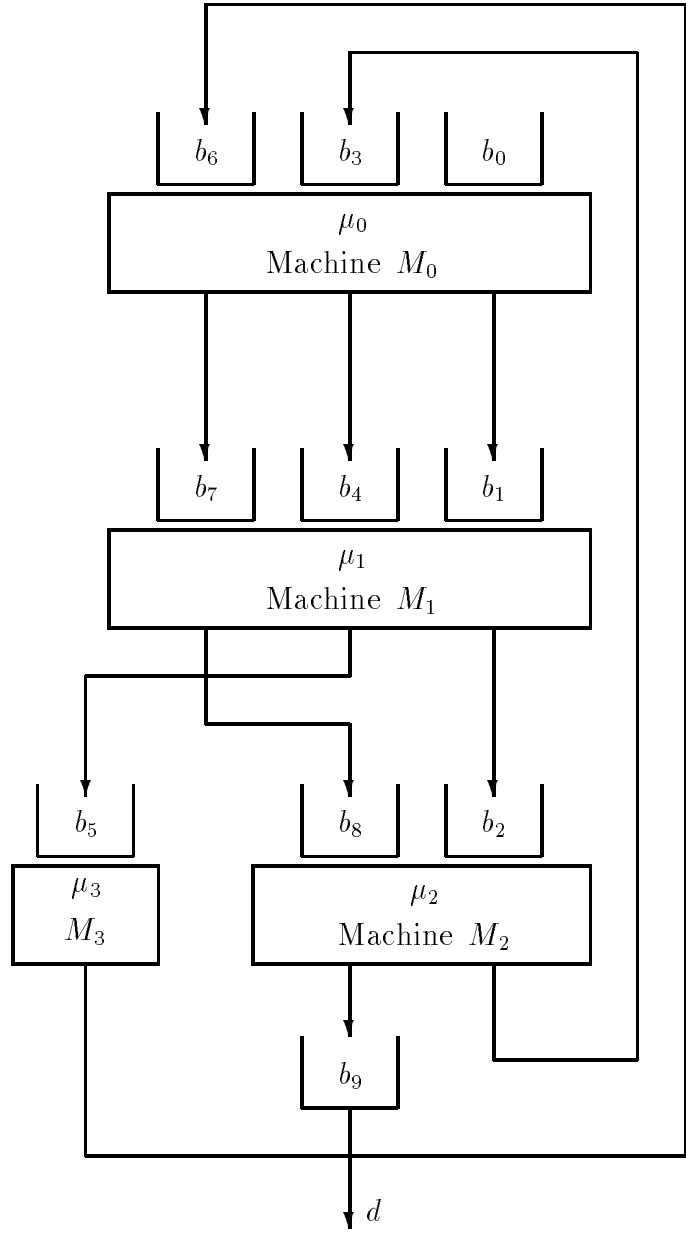 b₆ b₃ b₀
μ₀
Machine M₀
b₇ b₄ b₁
μ₁
Machine M₁
b₅ b₈ b₂
μ₃ μ₂
M₃ Machine M₂
b₉
d